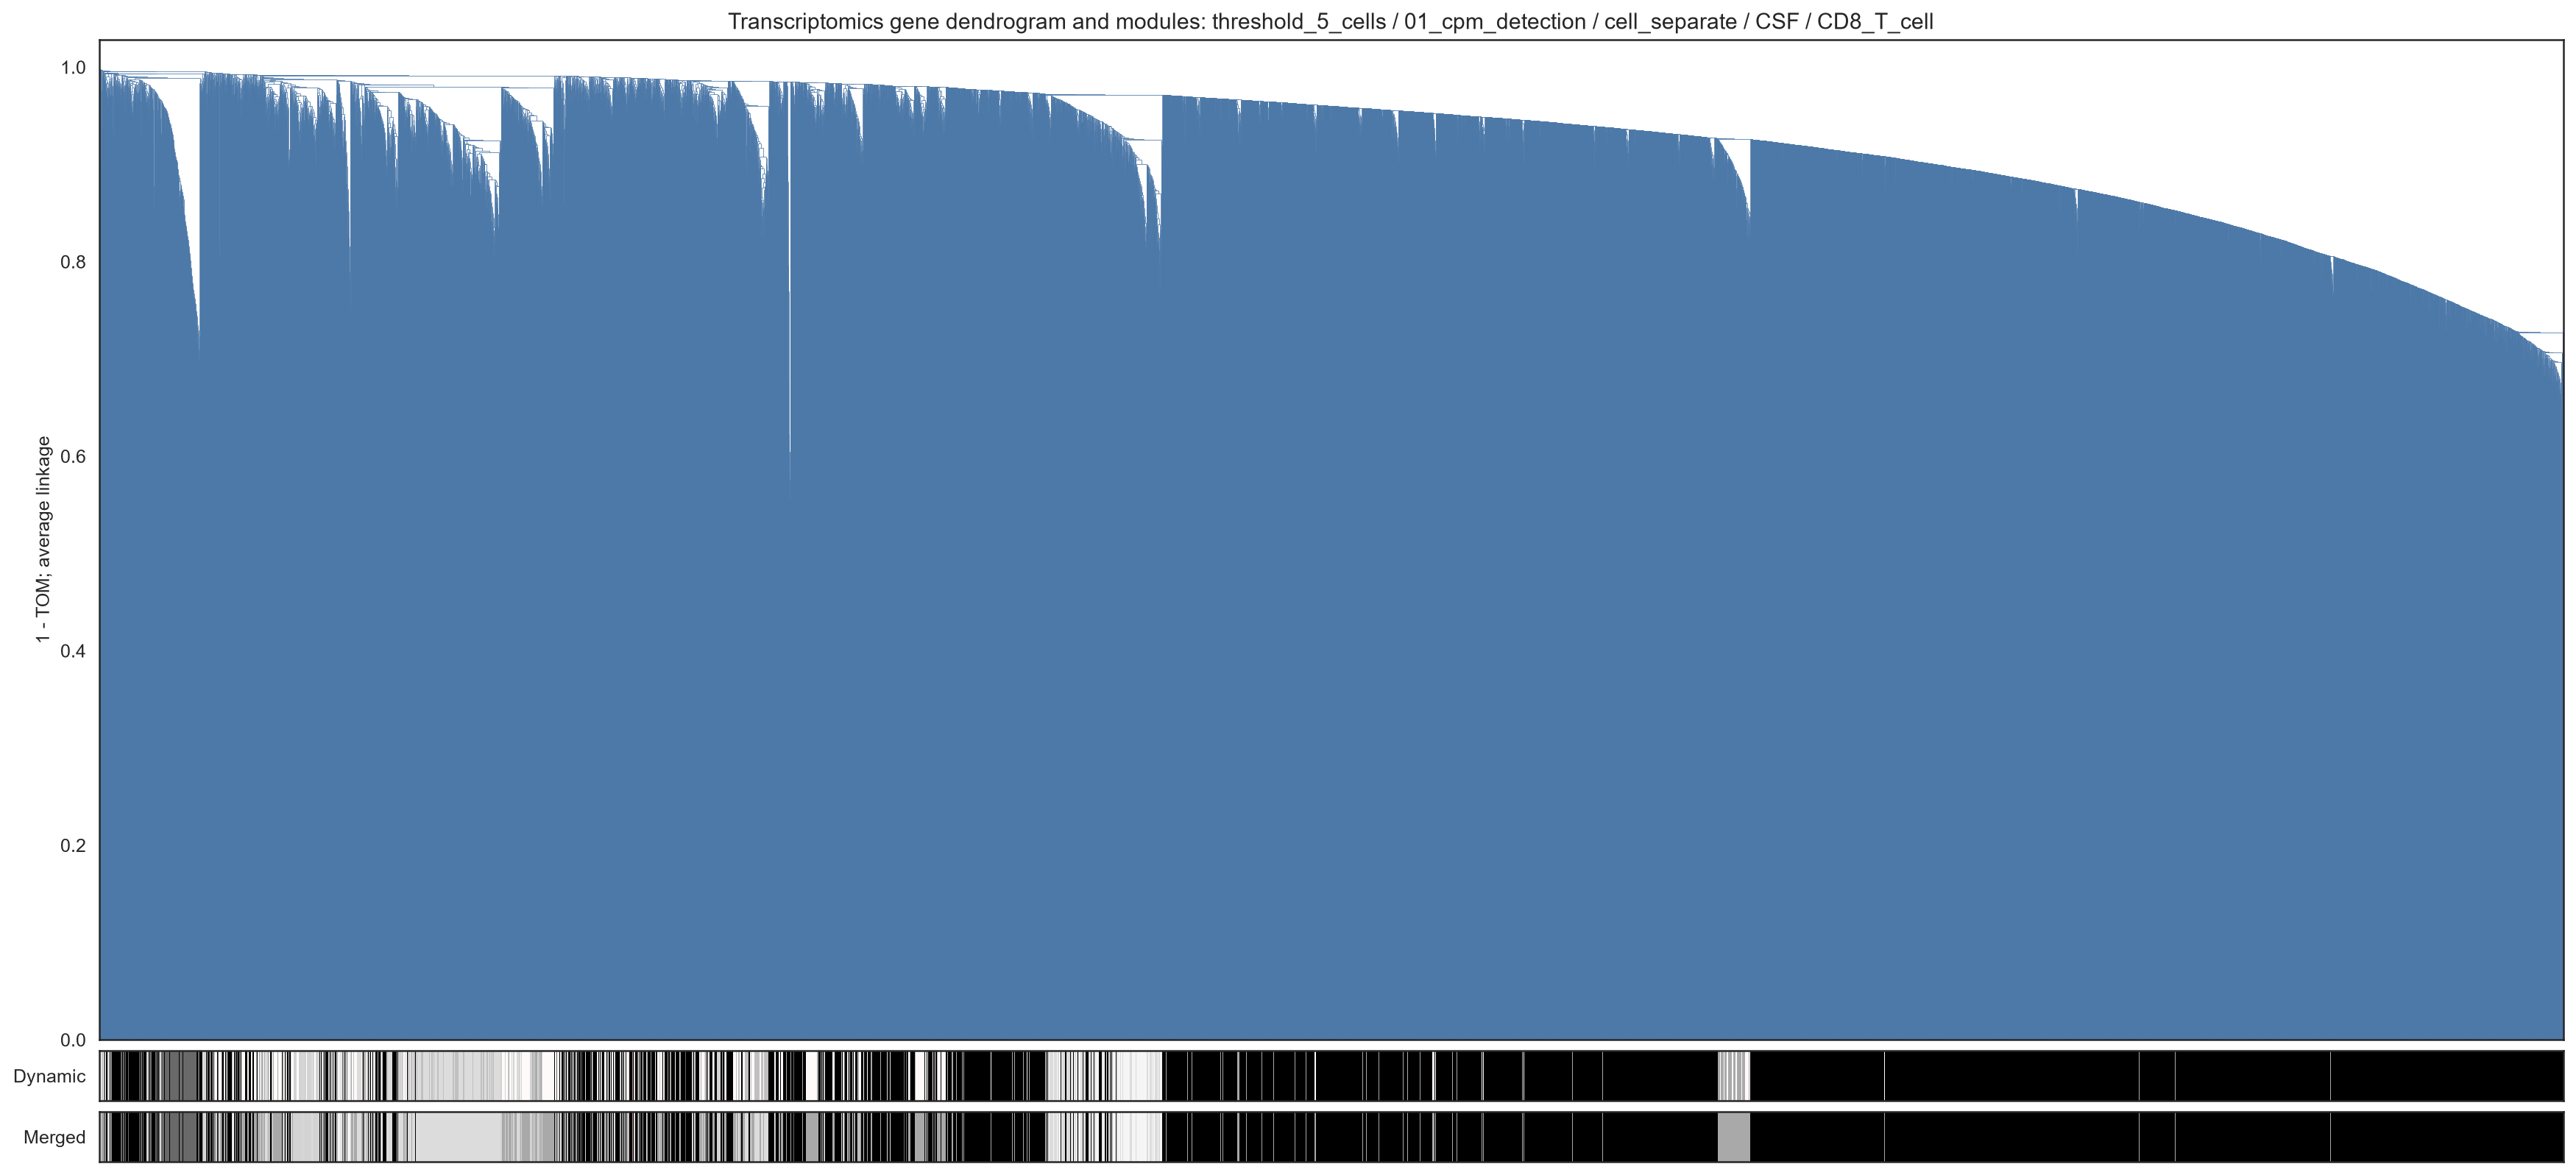 Transcriptomics gene dendrogram and modules: threshold_5_cells / 01_cpm_detection / cell_separate / CSF / CD8_T_cell
1.0
0.8
0.6
0.4
0.2
0.0
1 - TOM; average linkage
Dynamic
Merged